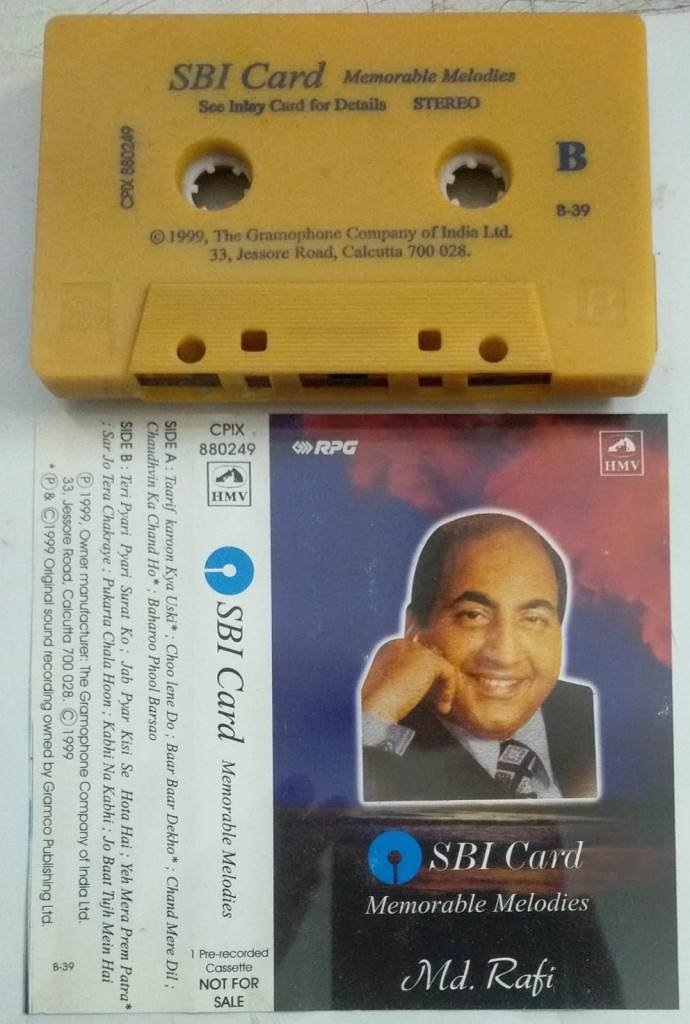 SBI Card Memorable Melodies
See Inlay Card for Details STEREO
CPIX 880249
B
B-39
© 1999, The Gramophone Company of India Ltd.
33, Jessore Road, Calcutta 700 028.
B
CPIX
880249
HMV
SBI Card Memorable Melodies
1 Pre-recorded
Cassette
NOT FOR
SALE
SIDE A : Taarif karoon Kya Uski* ; Choo lene Do ; Baar Baar Dekho* ; Chand Mere Dil ;
Chaudhvin Ka Chand Ho* ; Baharoo Phool Barsao
SIDE B : Teri Pyari Pyari Surat Ko ; Jab Pyar Kisi Se Hota Hai ; Yeh Mera Prem Patra*
; Sar Jo Tera Chakraye ; Pukarta Chala Hoon ; Kabhi Na Kabhi ; Jo Baat Tujh Mein Hai
Ⓟ 1999, Owner manufacturer: The Gramophone Company of India Ltd.
33, Jessore Road, Calcutta 700 028. © 1999
* Ⓟ & ©1999 Original sound recording owned by Gramco Publishing Ltd.
B-39
RPG
HMV
SBI Card
Memorable Melodies
Md. Rafi